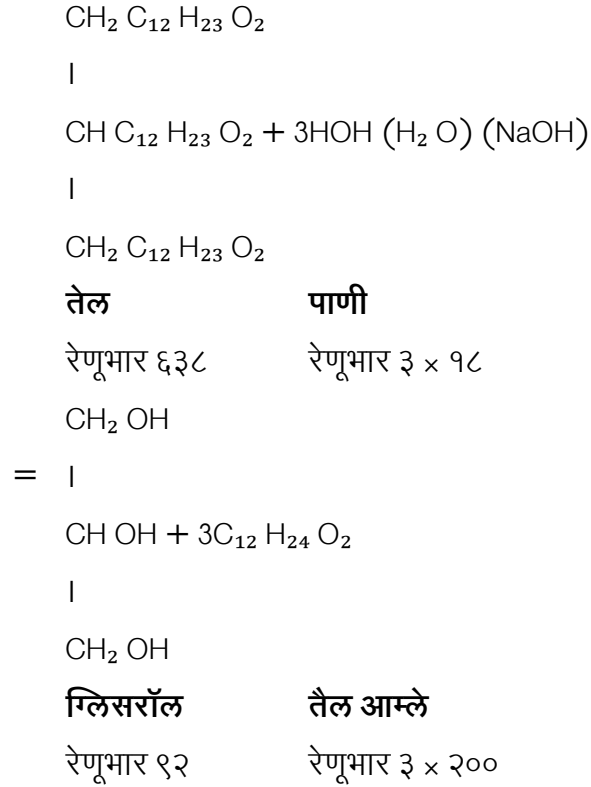 CH₂ C₁₂ H₂₃ O₂
|
CH C₁₂ H₂₃ O₂ + 3HOH (H₂ O) (NaOH)
|
CH₂ C₁₂ H₂₃ O₂
तेल पाणी
रेणूभार ६३८ रेणूभार ३ × १८
CH₂ OH
= |
CH OH + 3C₁₂ H₂₄ O₂
|
CH₂ OH
ग्लिसरॉल तैल आम्ले
रेणूभार ९२ रेणूभार ३ × २००